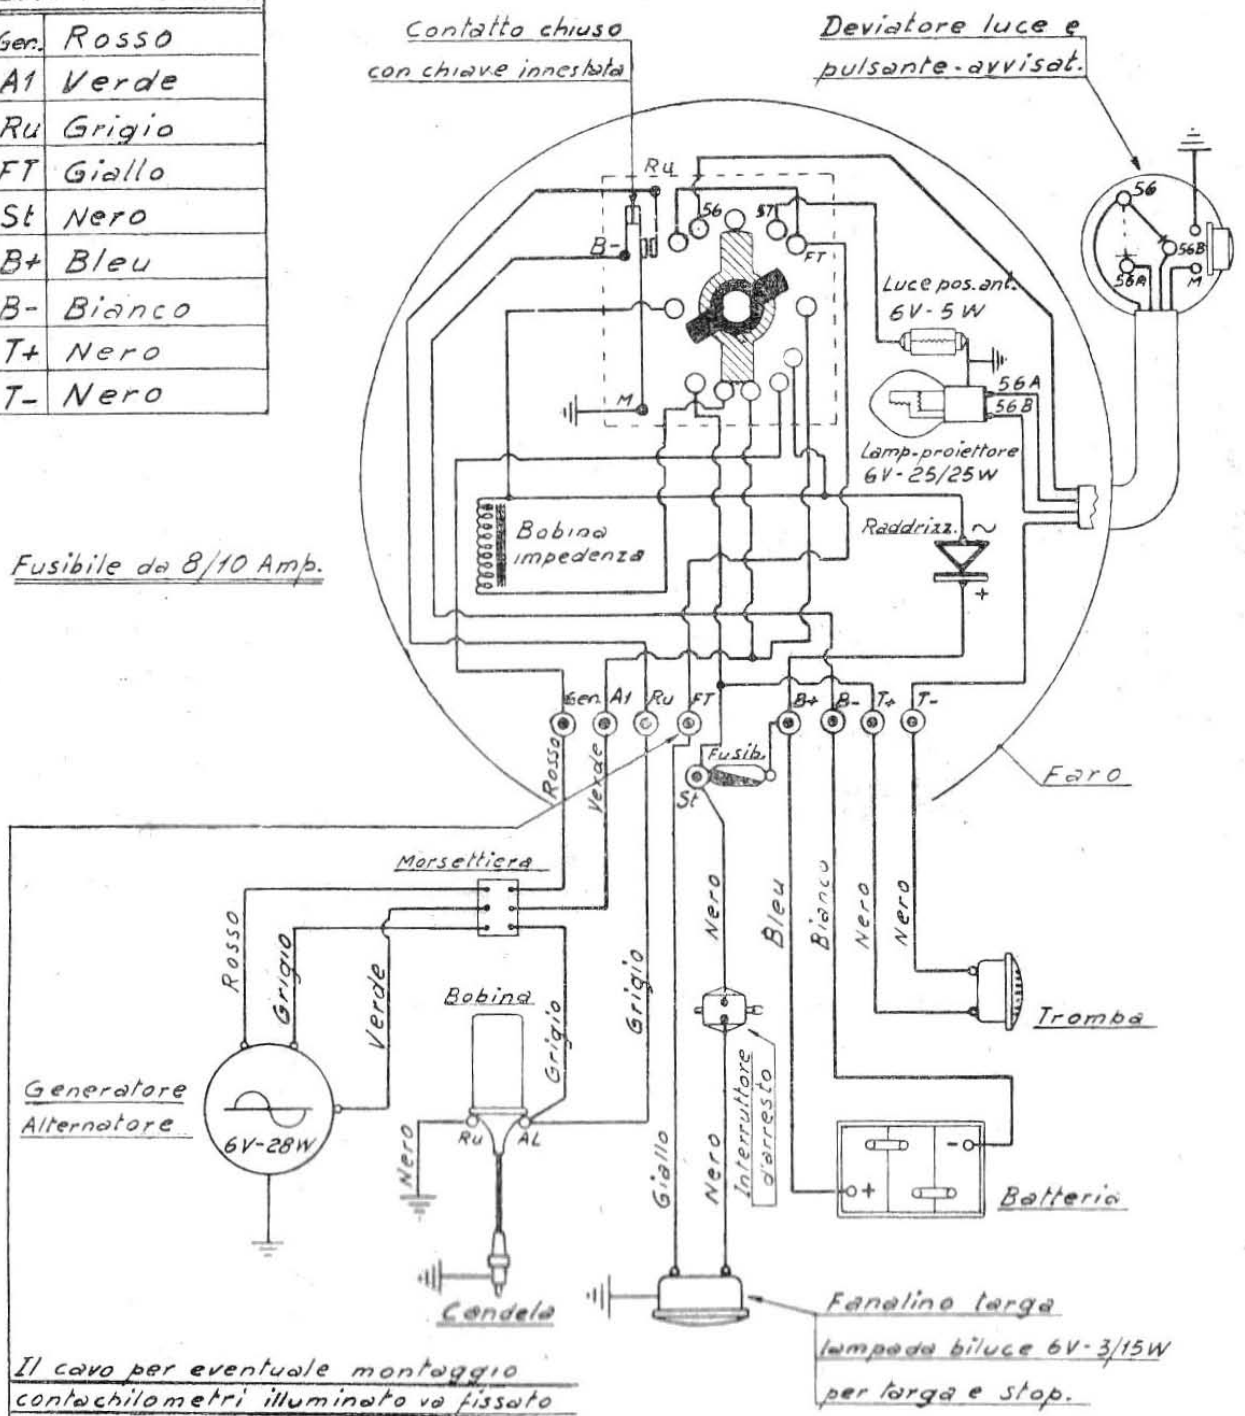 Gen. Rosso
A1 Verde
Ru Grigio
FT Giallo
St Nero
B+ Bleu
B- Bianco
T+ Nero
T- Nero
Contatto chiuso
con chiave innestata
Deviatore luce e
pulsante-avvisat.
Ru
56
57
B-
FT
M
56
56B
56A
M
Luce pos. ant.
6V-5W
56A
56B
Lamp-proiettore
6V-25/25W
Bobina
impedenza
Raddrizz. ~
+
Fusibile da 8/10 Amp.
Gen. A1 Ru FT B+ B- T+ T-
Fusib.
St
Faro
Rosso
Verde
Morsettiera
Rosso
Grigio
Verde
Bobina
Grigio
Grigio
Nero
Bleu
Bianco
Nero
Nero
Tromba
Generatore
Alternatore
6V-28W
Ru
AL
Nero
Giallo
Nero
Interruttore
d'arresto
- 
+
Batteria
Candela
Fanalino targa
lampada biluce 6V-3/15W
per targa e stop.
Il cavo per eventuale montaggio
contachilometri illuminato va fissato